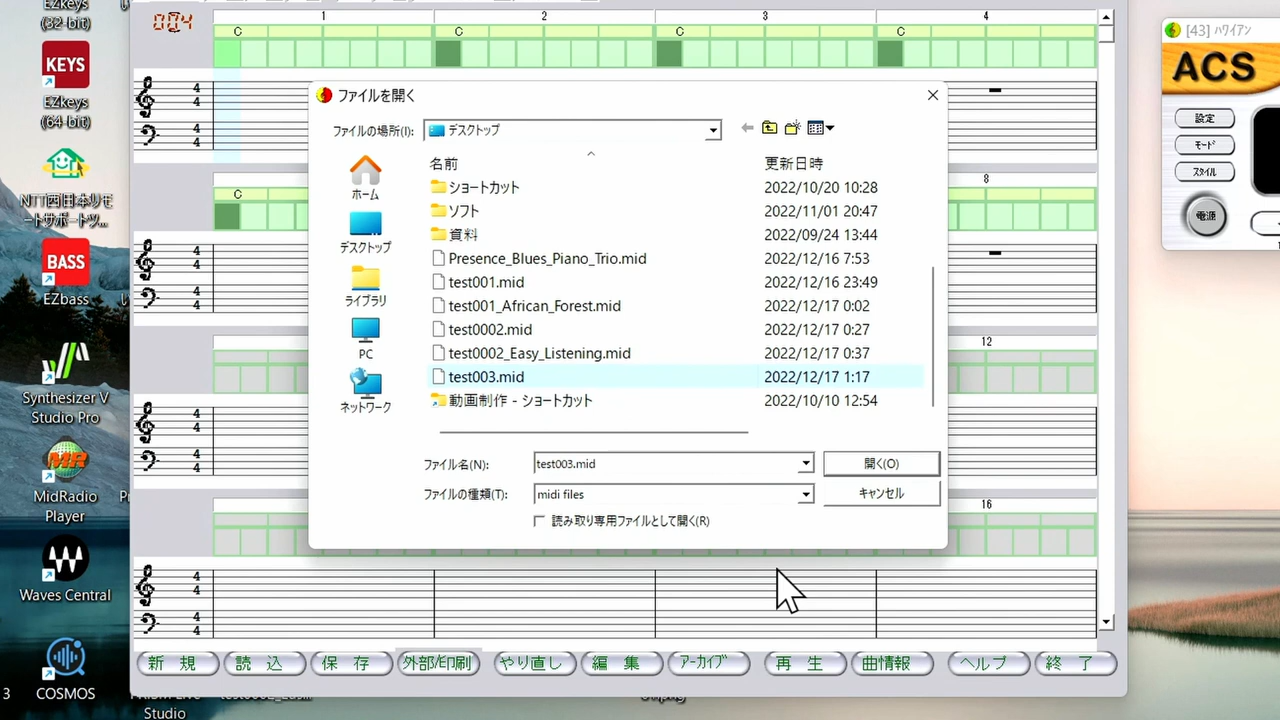 EZkeys
(32-bit)
KEYS
EZkeys
(64-bit)
NTT西日本リモ
ートサポートツ...
BASS
EZbass
Synthesizer V
Studio Pro
MR
MidRadio
Player
Waves Central
COSMOS
3
Studio
004
1 2 3 4
C C C C
8
C
12
16
ファイルを開く
ファイルの場所(I): デスクトップ
ホーム
デスクトップ
ライブラリ
PC
ネットワーク
名前 更新日時
ショートカット 2022/10/20 10:28
ソフト 2022/11/01 20:47
資料 2022/09/24 13:44
Presence_Blues_Piano_Trio.mid 2022/12/16 7:53
test001.mid 2022/12/16 23:49
test001_African_Forest.mid 2022/12/17 0:02
test0002.mid 2022/12/17 0:27
test0002_Easy_Listening.mid 2022/12/17 0:37
test003.mid 2022/12/17 1:17
動画制作 - ショートカット 2022/10/10 12:54
ファイル名(N): test003.mid 開く(O)
ファイルの種類(T): midi files キャンセル
読み取り専用ファイルとして開く(R)
新 規 読 込 保 存 外部/印刷 やり直し 編 集 アーカイブ 再 生 曲情報 ヘルプ 終 了
[43] ハワイアン
ACS
設定
モード
スタイル
電源